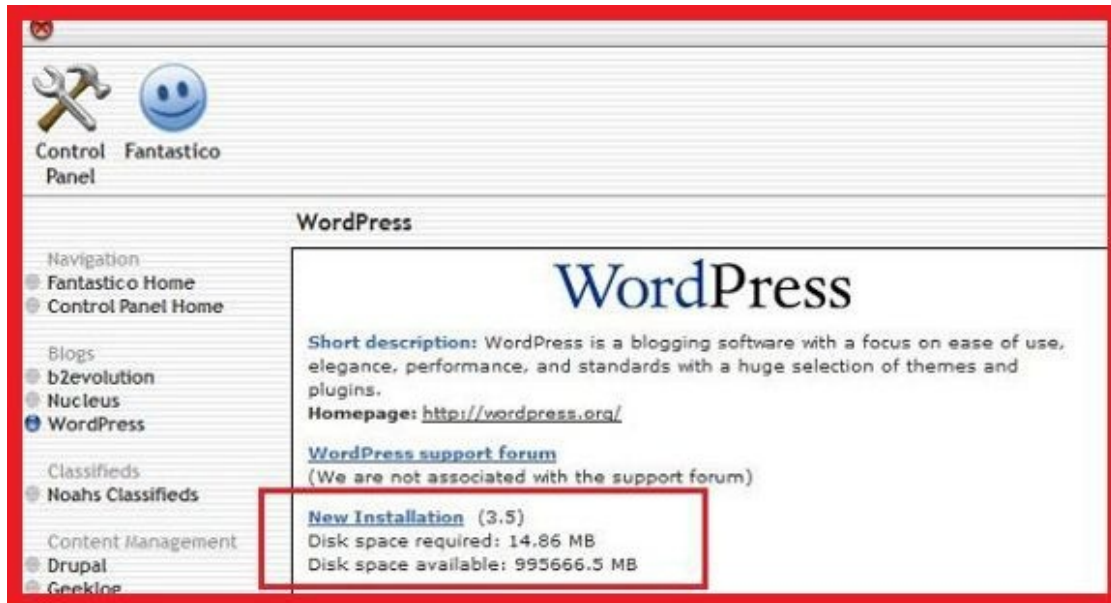 Control Panel
Fantastico
WordPress
Navigation
Fantastico Home
Control Panel Home
Blogs
b2evolution
Nucleus
WordPress
Classifieds
Noahs Classifieds
Content Management
Drupal
Geeklog
WordPress
Short description: WordPress is a blogging software with a focus on ease of use,
elegance, performance, and standards with a huge selection of themes and
plugins.
Homepage: http://wordpress.org/
WordPress support forum
(We are not associated with the support forum)
New Installation (3.5)
Disk space required: 14.86 MB
Disk space available: 995666.5 MB